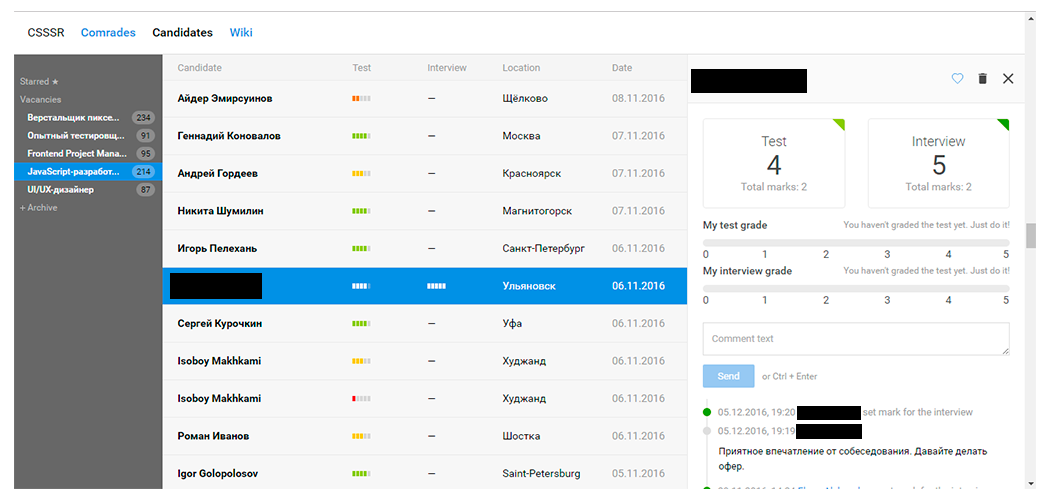 CSSSR Comrades Candidates Wiki
Starred ★
Vacancies
Верстальщик пиксе... 234
Опытный тестировщ... 91
Frontend Project Mana... 95
JavaScript-разработ... 214
UI/UX-дизайнер 87
+ Archive
Candidate Test Interview Location Date
Айдер Эмирсуинов — Щёлково 08.11.2016
Геннадий Коновалов — Москва 07.11.2016
Андрей Гордеев — Красноярск 07.11.2016
Никита Шумилин — Магнитогорск 07.11.2016
Игорь Пелехань — Санкт-Петербург 06.11.2016
Ульяновск 06.11.2016
Сергей Курочкин — Уфа 06.11.2016
Isoboy Makhkami — Худжанд 06.11.2016
Isoboy Makhkami — Худжанд 06.11.2016
Роман Иванов — Шостка 06.11.2016
Igor Golopolosov — Saint-Petersburg 05.11.2016
Test
4
Total marks: 2
Interview
5
Total marks: 2
My test grade You haven't graded the test yet. Just do it!
0 1 2 3 4 5
My interview grade You haven't graded the test yet. Just do it!
0 1 2 3 4 5
Comment text
Send or Ctrl + Enter
05.12.2016, 19:20 set mark for the interview
05.12.2016, 19:19
Приятное впечатление от собеседования. Давайте делать
офер.